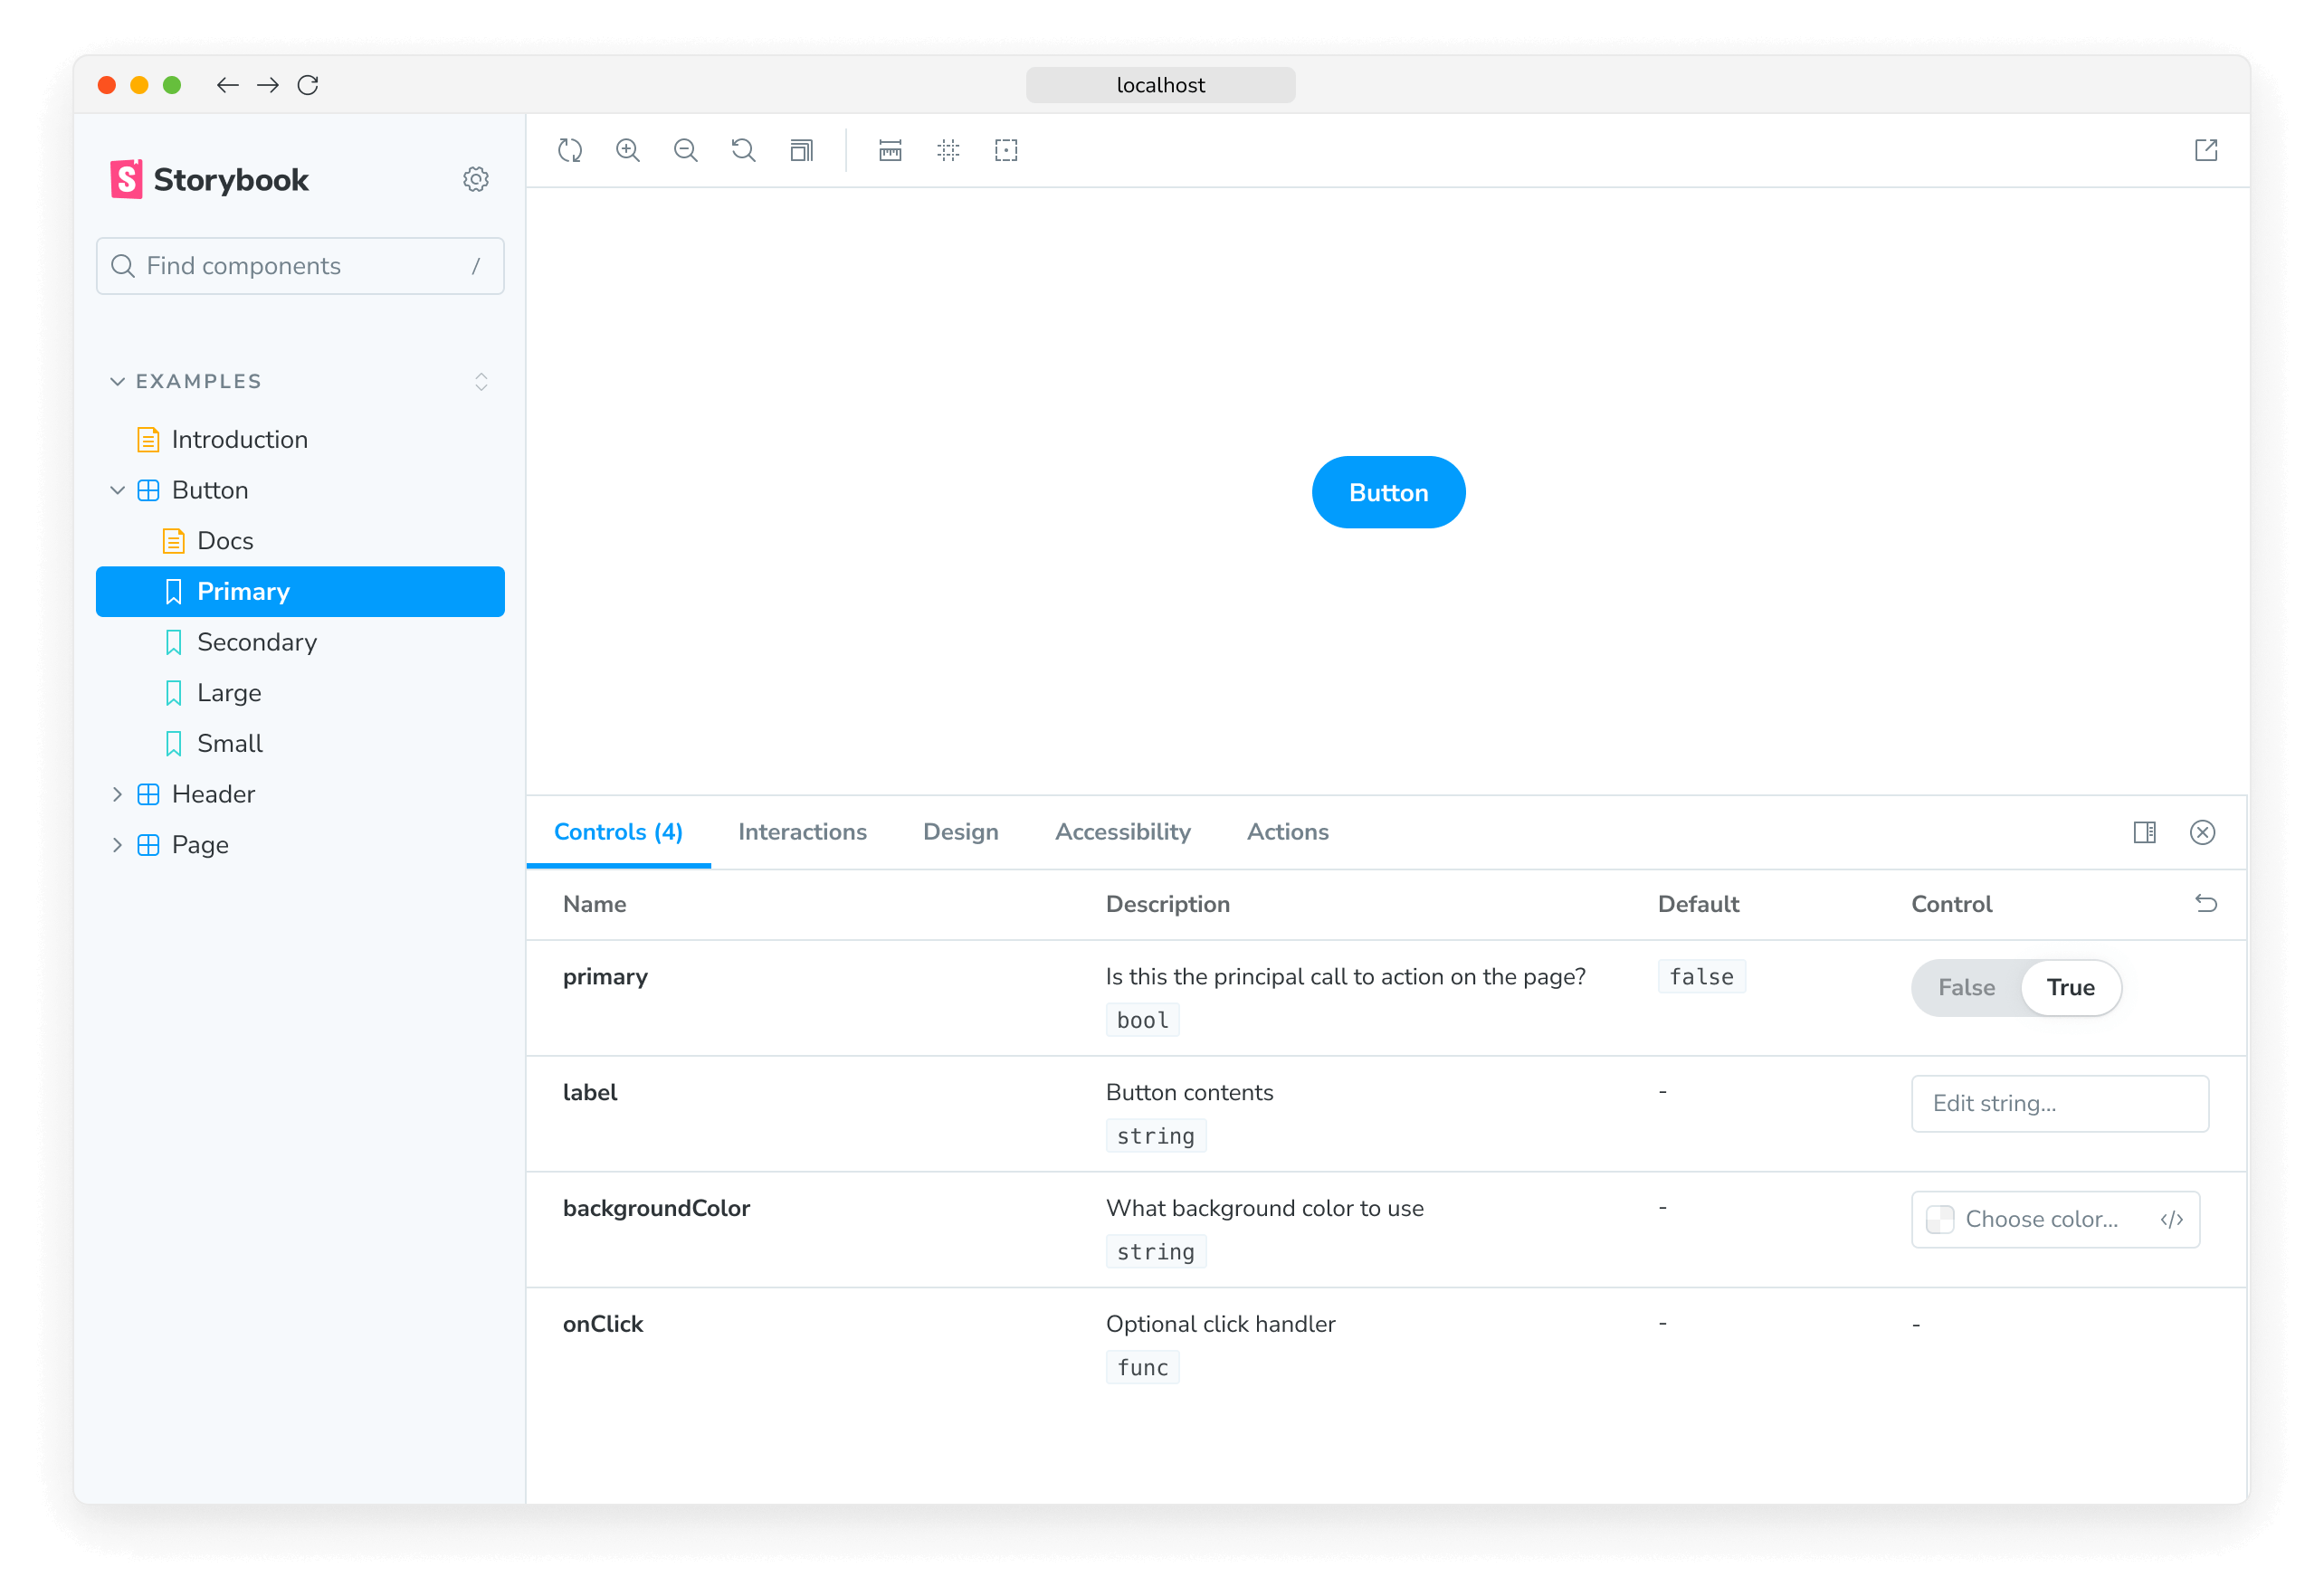 localhost
Storybook
Find components /
EXAMPLES
Introduction
Button
Docs
Primary
Secondary
Large
Small
Header
Page
Button
Controls (4) Interactions Design Accessibility Actions
Name Description Default Control
primary Is this the principal call to action on the page? false False True
bool
label Button contents - Edit string...
string
backgroundColor What background color to use - Choose color...
string
onClick Optional click handler - -
func